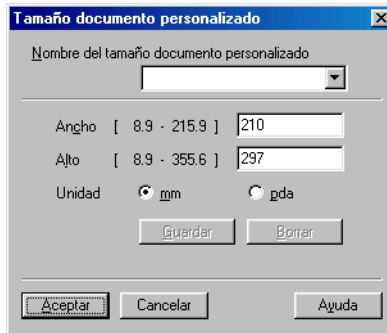 Tamaño documento personalizado
Nombre del tamaño documento personalizado
Ancho [ 8.9 - 215.9 ] 210
Alto [ 8.9 - 355.6 ] 297
Unidad mm pda
Guardar Borrar
Aceptar Cancelar Ayuda